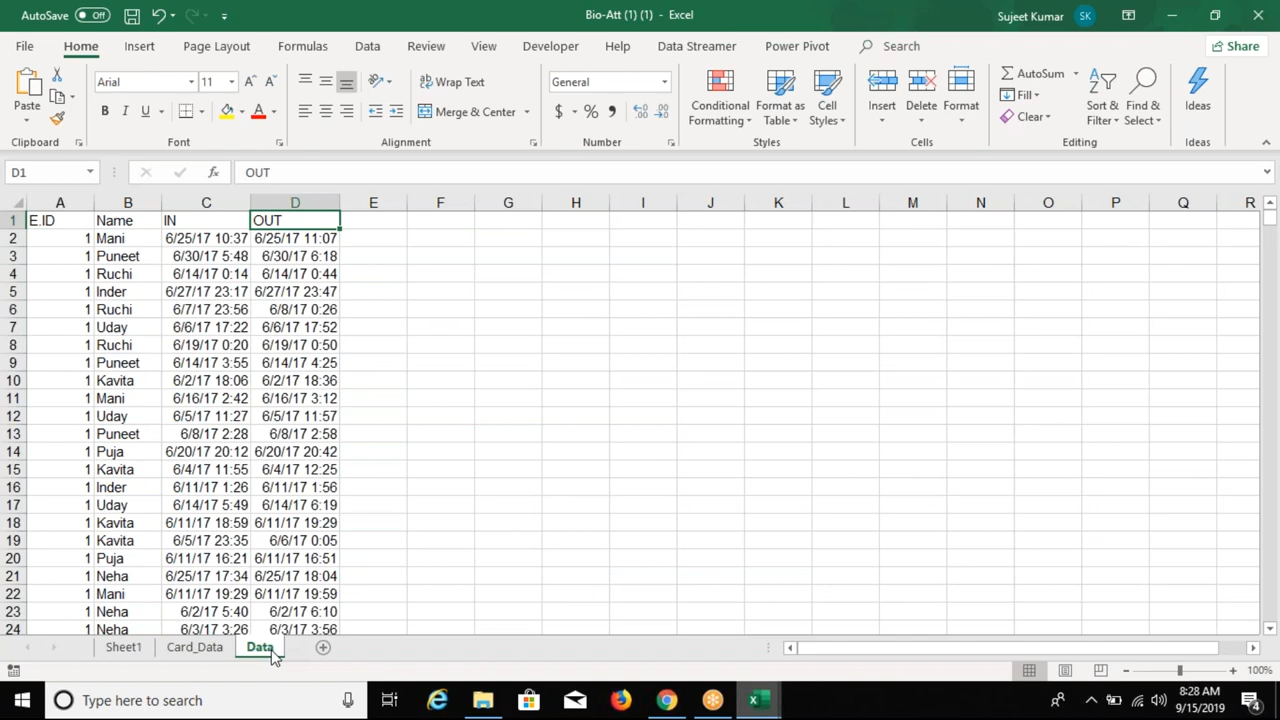 AutoSave Off Bio-Att (1) (1) - Excel Sujeet Kumar SK
File Home Insert Page Layout Formulas Data Review View Developer Help Data Streamer Power Pivot Search Share
Paste Arial 11 Wrap Text General Conditional Formatting Format as Table Cell Styles Insert Delete Format AutoSum Sort & Filter Find & Select Ideas
B I U A Merge & Center $ % Fill
Clear
Clipboard Font Alignment Number Styles Cells Editing Ideas
D1 fx OUT
A B C D E F G H I J K L M N O P Q R
1 E.ID Name IN OUT
2 1 Mani 6/25/17 10:37 6/25/17 11:07
3 1 Puneet 6/30/17 5:48 6/30/17 6:18
4 1 Ruchi 6/14/17 0:14 6/14/17 0:44
5 1 Inder 6/27/17 23:17 6/27/17 23:47
6 1 Ruchi 6/7/17 23:56 6/8/17 0:26
7 1 Uday 6/6/17 17:22 6/6/17 17:52
8 1 Ruchi 6/19/17 0:20 6/19/17 0:50
9 1 Puneet 6/14/17 3:55 6/14/17 4:25
10 1 Kavita 6/2/17 18:06 6/2/17 18:36
11 1 Mani 6/16/17 2:42 6/16/17 3:12
12 1 Uday 6/5/17 11:27 6/5/17 11:57
13 1 Puneet 6/8/17 2:28 6/8/17 2:58
14 1 Puja 6/20/17 20:12 6/20/17 20:42
15 1 Kavita 6/4/17 11:55 6/4/17 12:25
16 1 Inder 6/11/17 1:26 6/11/17 1:56
17 1 Uday 6/14/17 5:49 6/14/17 6:19
18 1 Kavita 6/11/17 18:59 6/11/17 19:29
19 1 Kavita 6/5/17 23:35 6/6/17 0:05
20 1 Puja 6/11/17 16:21 6/11/17 16:51
21 1 Neha 6/25/17 17:34 6/25/17 18:04
22 1 Mani 6/11/17 19:29 6/11/17 19:59
23 1 Neha 6/2/17 5:40 6/2/17 6:10
24 1 Neha 6/3/17 3:26 6/3/17 3:56
Sheet1 Card_Data Data
100%
Type here to search 8:28 AM
9/15/2019 4